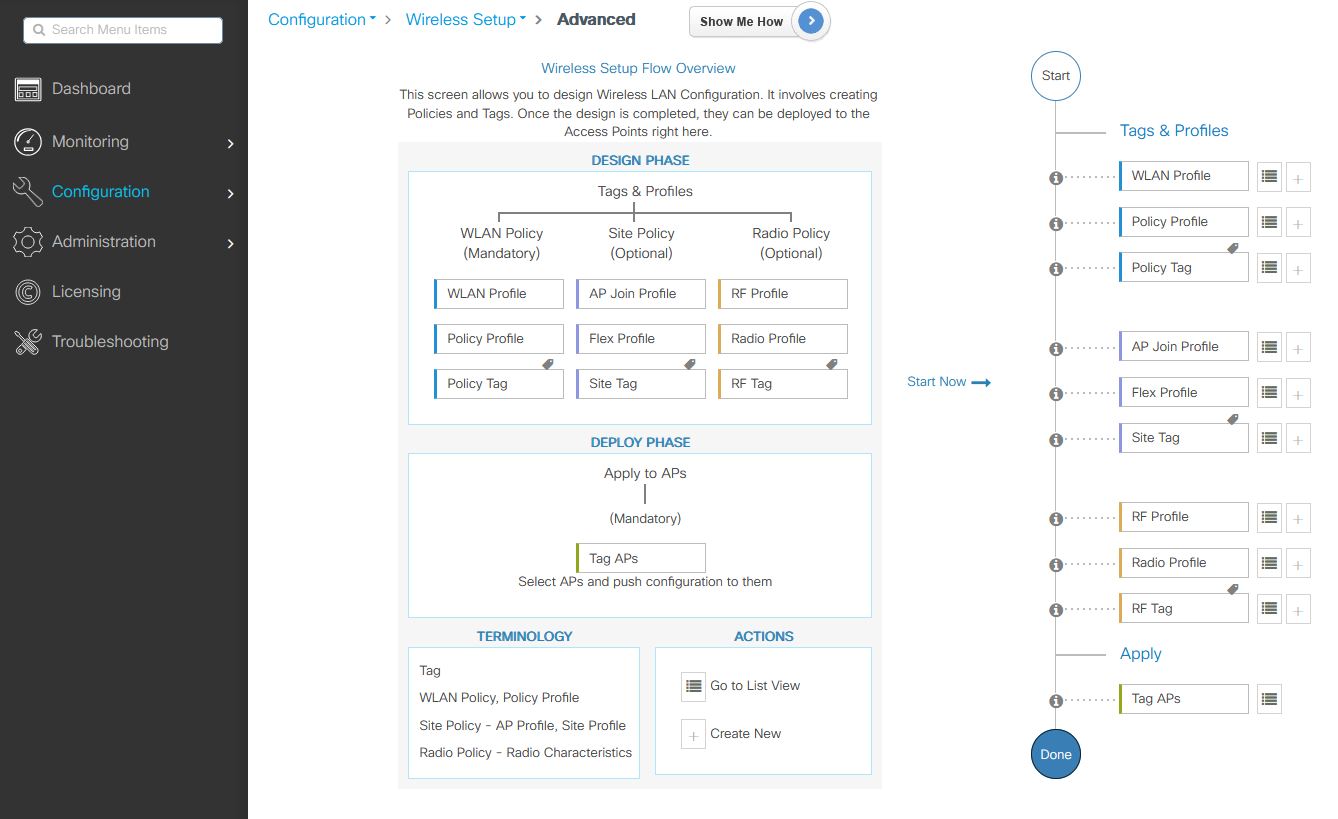 Search Menu Items
Dashboard
Monitoring
Configuration
Administration
Licensing
Troubleshooting
Configuration > Wireless Setup > Advanced
Show Me How
Wireless Setup Flow Overview
This screen allows you to design Wireless LAN Configuration. It involves creating
Policies and Tags. Once the design is completed, they can be deployed to the
Access Points right here.
DESIGN PHASE
Tags & Profiles
WLAN Policy
(Mandatory)
Site Policy
(Optional)
Radio Policy
(Optional)
WLAN Profile
AP Join Profile
RF Profile
Policy Profile
Flex Profile
Radio Profile
Policy Tag
Site Tag
RF Tag
DEPLOY PHASE
Apply to APs
(Mandatory)
Tag APs
Select APs and push configuration to them
TERMINOLOGY
Tag
WLAN Policy, Policy Profile
Site Policy - AP Profile, Site Profile
Radio Policy - Radio Characteristics
ACTIONS
Go to List View
Create New
Start Now
Start
Tags & Profiles
WLAN Profile
Policy Profile
Policy Tag
AP Join Profile
Flex Profile
Site Tag
RF Profile
Radio Profile
RF Tag
Apply
Tag APs
Done